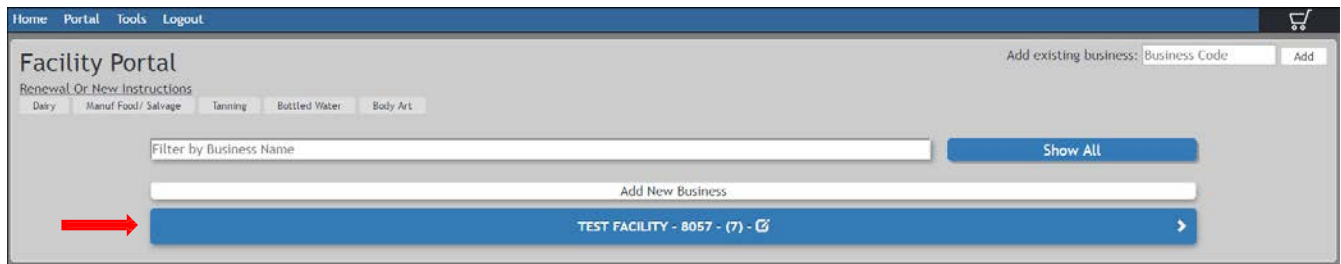 Home Portal Tools Logout
Facility Portal
Add existing business: Business Code Add
Renewal Or New Instructions
Dairy Manuf Food/ Salvage Tanning Bottled Water Body Art
Filter by Business Name Show All
Add New Business
TEST FACILITY - 8057 - (7) -